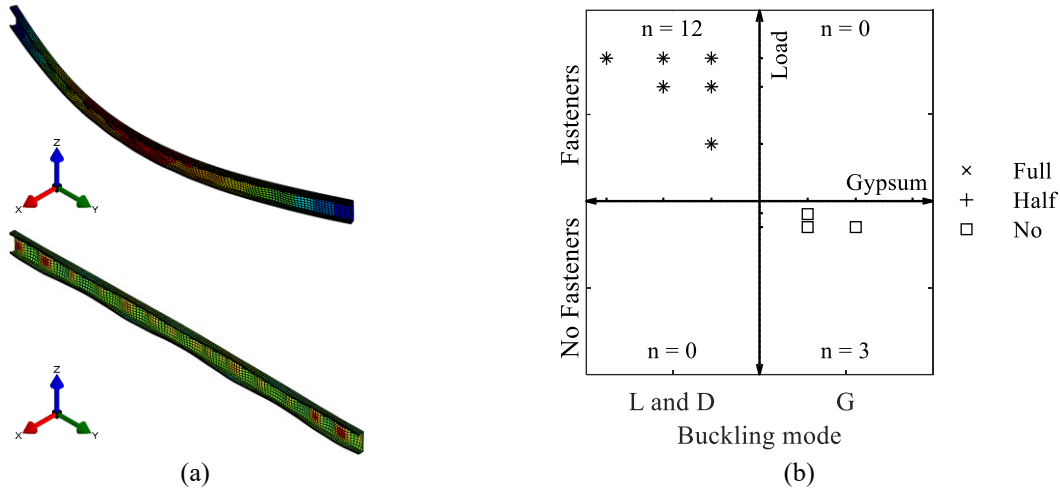 Z
X
Y
Z
X
Y
(a)
n = 12
n = 0
Load
Fasteners
Gypsum
No Fasteners
n = 0
n = 3
L and D
G
Buckling mode
Full
Half
No
(b)